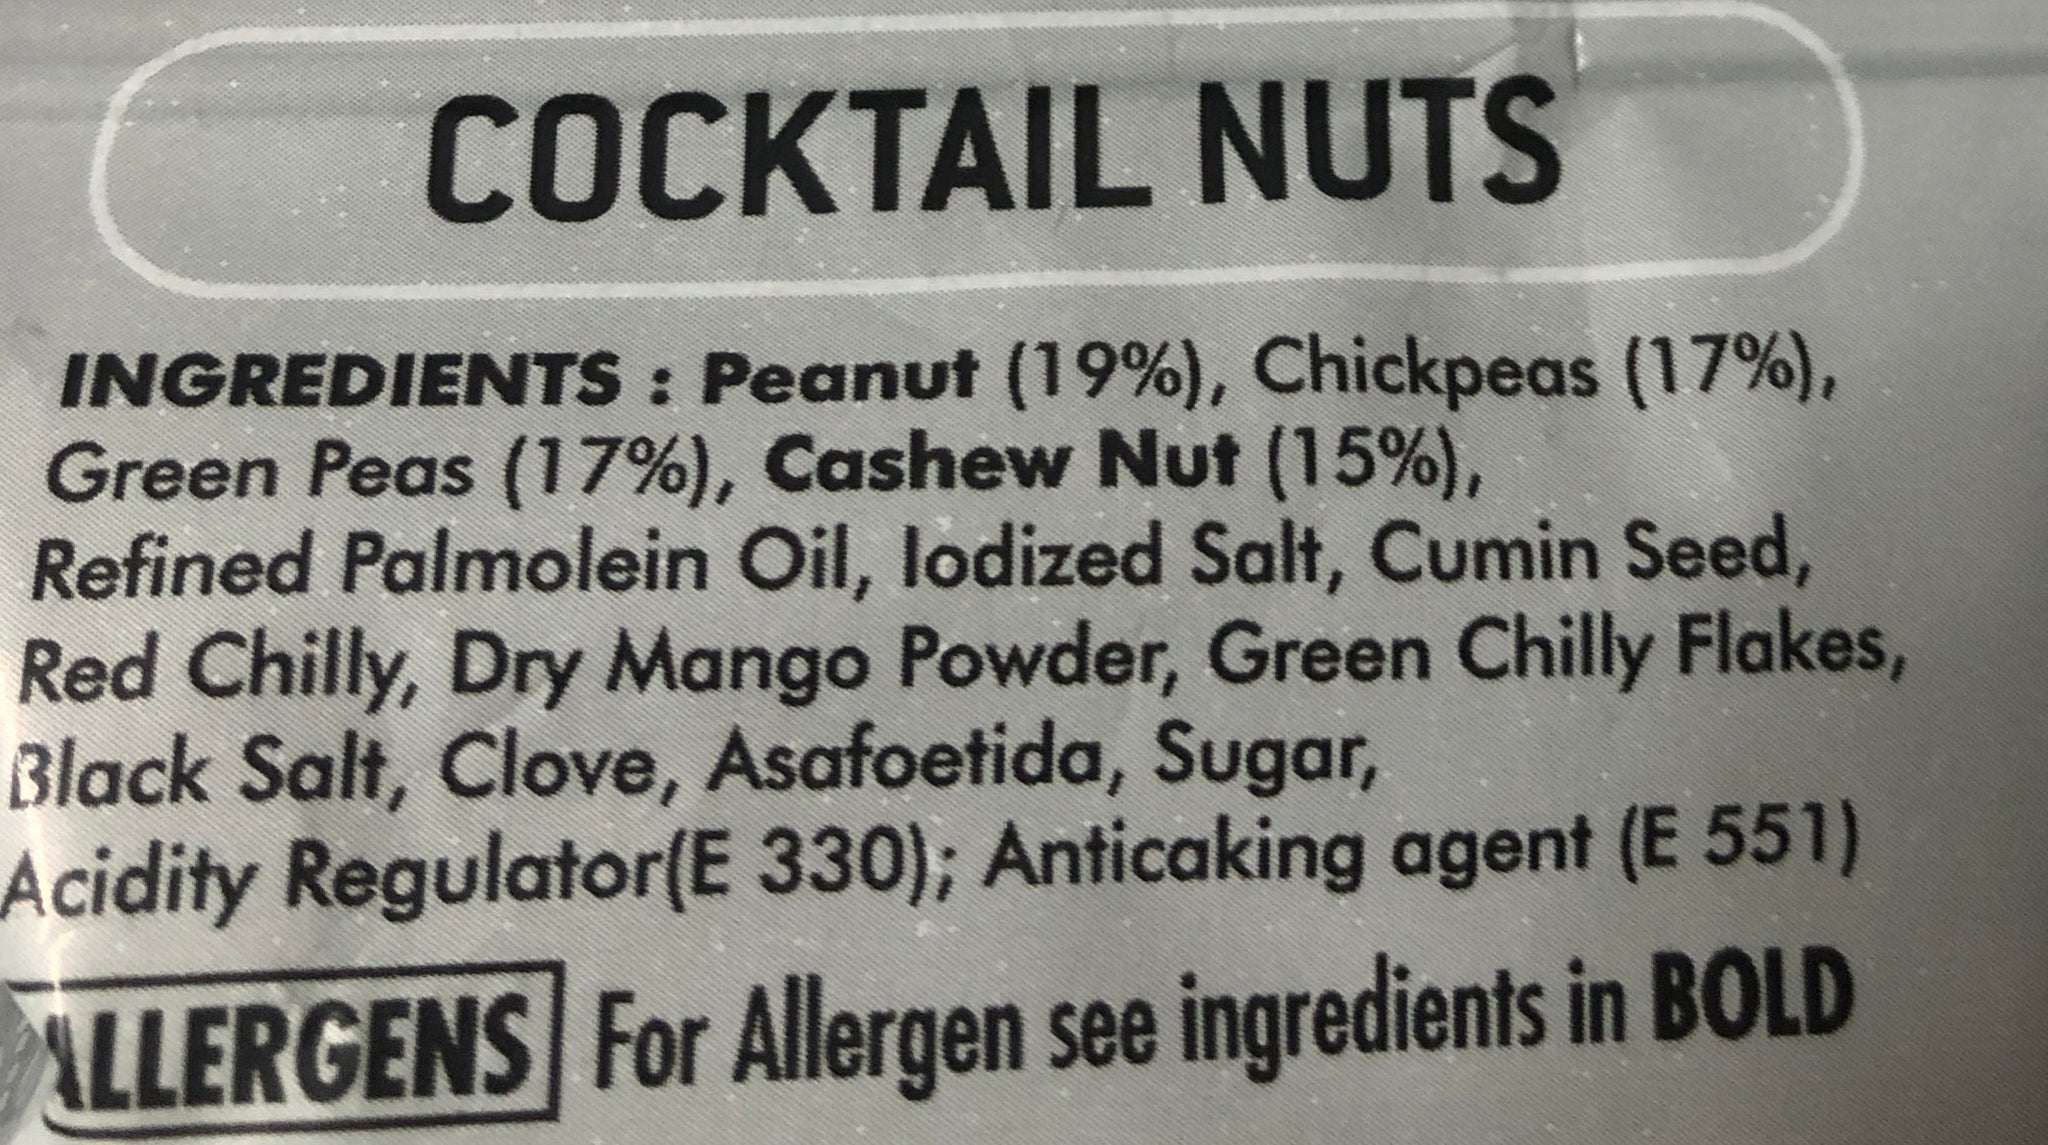 COCKTAIL NUTS
INGREDIENTS : Peanut (19%), Chickpeas (17%),
Green Peas (17%), Cashew Nut (15%),
Refined Palmolein Oil, Iodized Salt, Cumin Seed,
Red Chilly, Dry Mango Powder, Green Chilly Flakes,
Black Salt, Clove, Asafoetida, Sugar,
Acidity Regulator(E 330); Anticaking agent (E 551)
ALLERGENS For Allergen see ingredients in BOLD